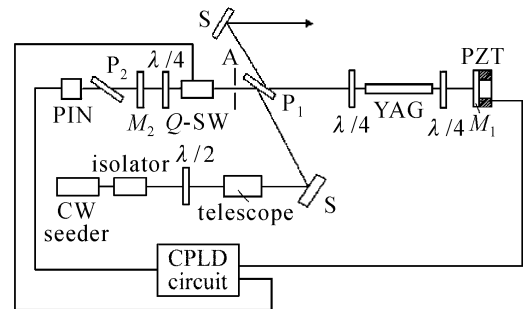 S
PZT
A
λ/4
P₂
P₁
PIN
M₂
Q-SW
λ/4
YAG
λ/4
M₁
isolator
λ/2
S
CW
seeder
telescope
CPLD
circuit